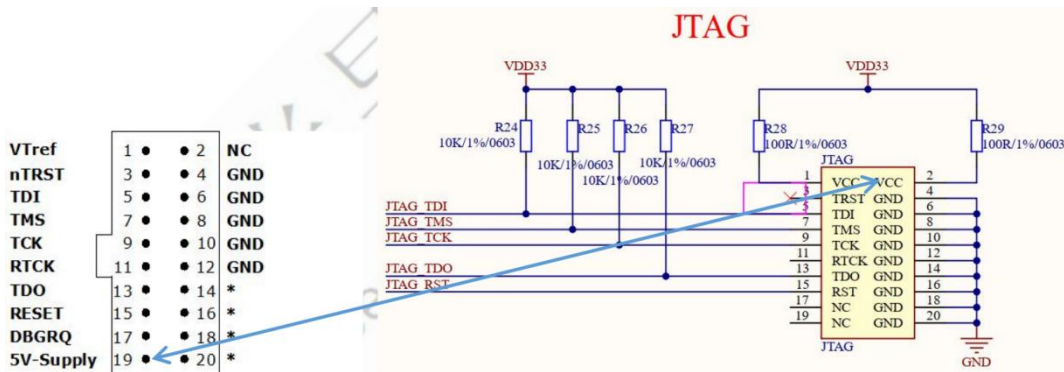 JTAG
VDD33
VDD33
R24
10K/1%/0603
R25
10K/1%/0603
R26
10K/1%/0603
R27
10K/1%/0603
R28
100R/1%/0603
R29
100R/1%/0603
VTref 1 2 NC
nTRST 3 4 GND
TDI 5 6 GND
TMS 7 8 GND
TCK 9 10 GND
RTCK 11 12 GND
TDO 13 14 *
RESET 15 16 *
DBGRQ 17 18 *
5V-Supply 19 20 *
JTAG
1 VCC VCC 2
3 TRST GND 4
JTAG_TDI 5 TDI GND 6
JTAG_TMS 7 TMS GND 8
JTAG_TCK 9 TCK GND 10
11 RTCK GND 12
JTAG_TDO 13 TDO GND 14
JTAG_RST 15 RST GND 16
17 NC GND 18
19 NC GND 20
JTAG
GND